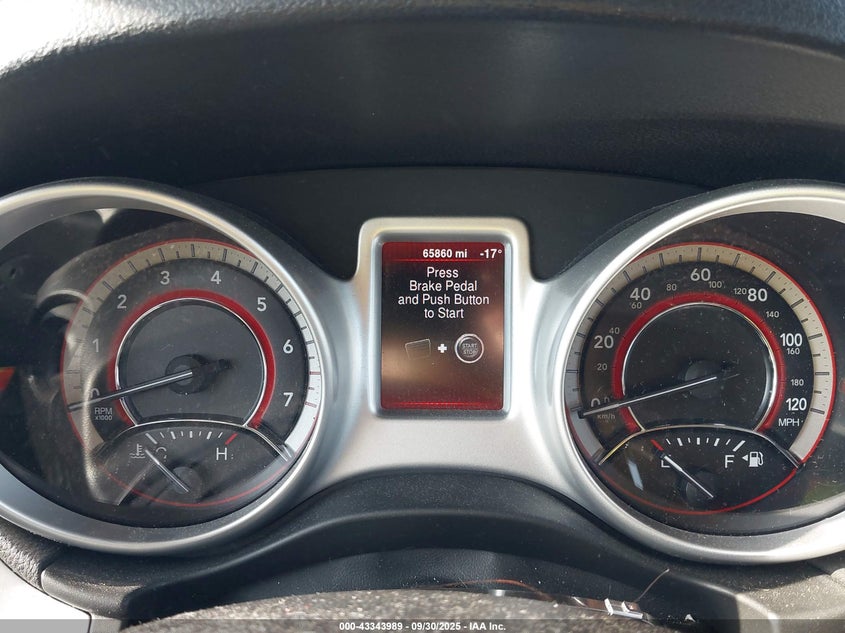 65860 mi -17°
Press
Brake Pedal
and Push Button
to Start
+ START STOP
0 1 2 3 4 5 6 7
RPM
x1000
C H
0 20 40 60 80 100 120
MPH
20 40 60 80 100 120 140 160 180
km/h
E F
000-43343989 - 09/30/2025 - IAA Inc.